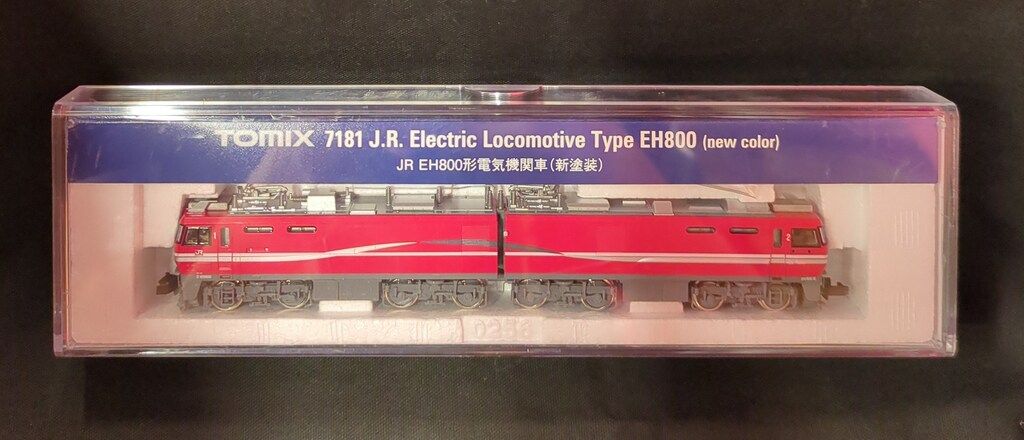 TOMIX 7181 J.R. Electric Locomotive Type EH800 (new color)
JR EH800形電気機関車(新塗装)
2